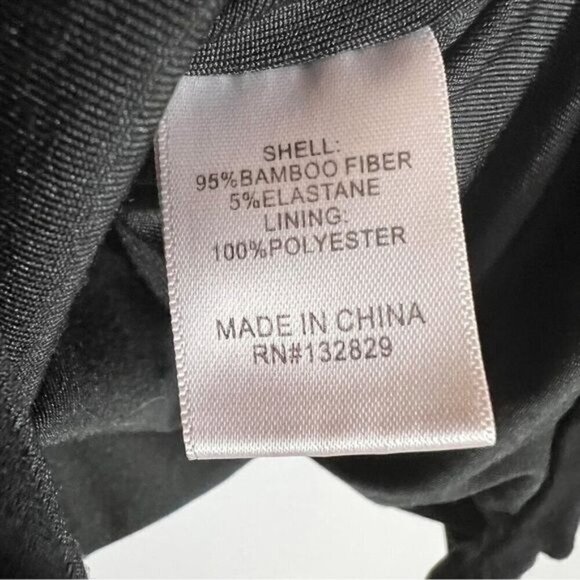 SHELL:
95%BAMBOO FIBER
5%ELASTANE
LINING:
100%POLYESTER
MADE IN CHINA
RN#132829